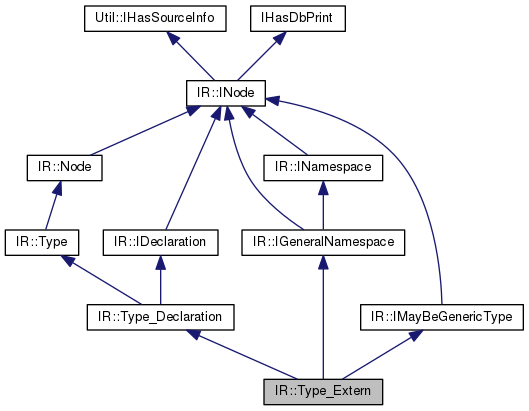 Util::IHasSourceInfo
IHasDbPrint
IR::INode
IR::Node
IR::INamespace
IR::Type
IR::IDeclaration
IR::IGeneralNamespace
IR::Type_Declaration
IR::IMayBeGenericType
IR::Type_Extern